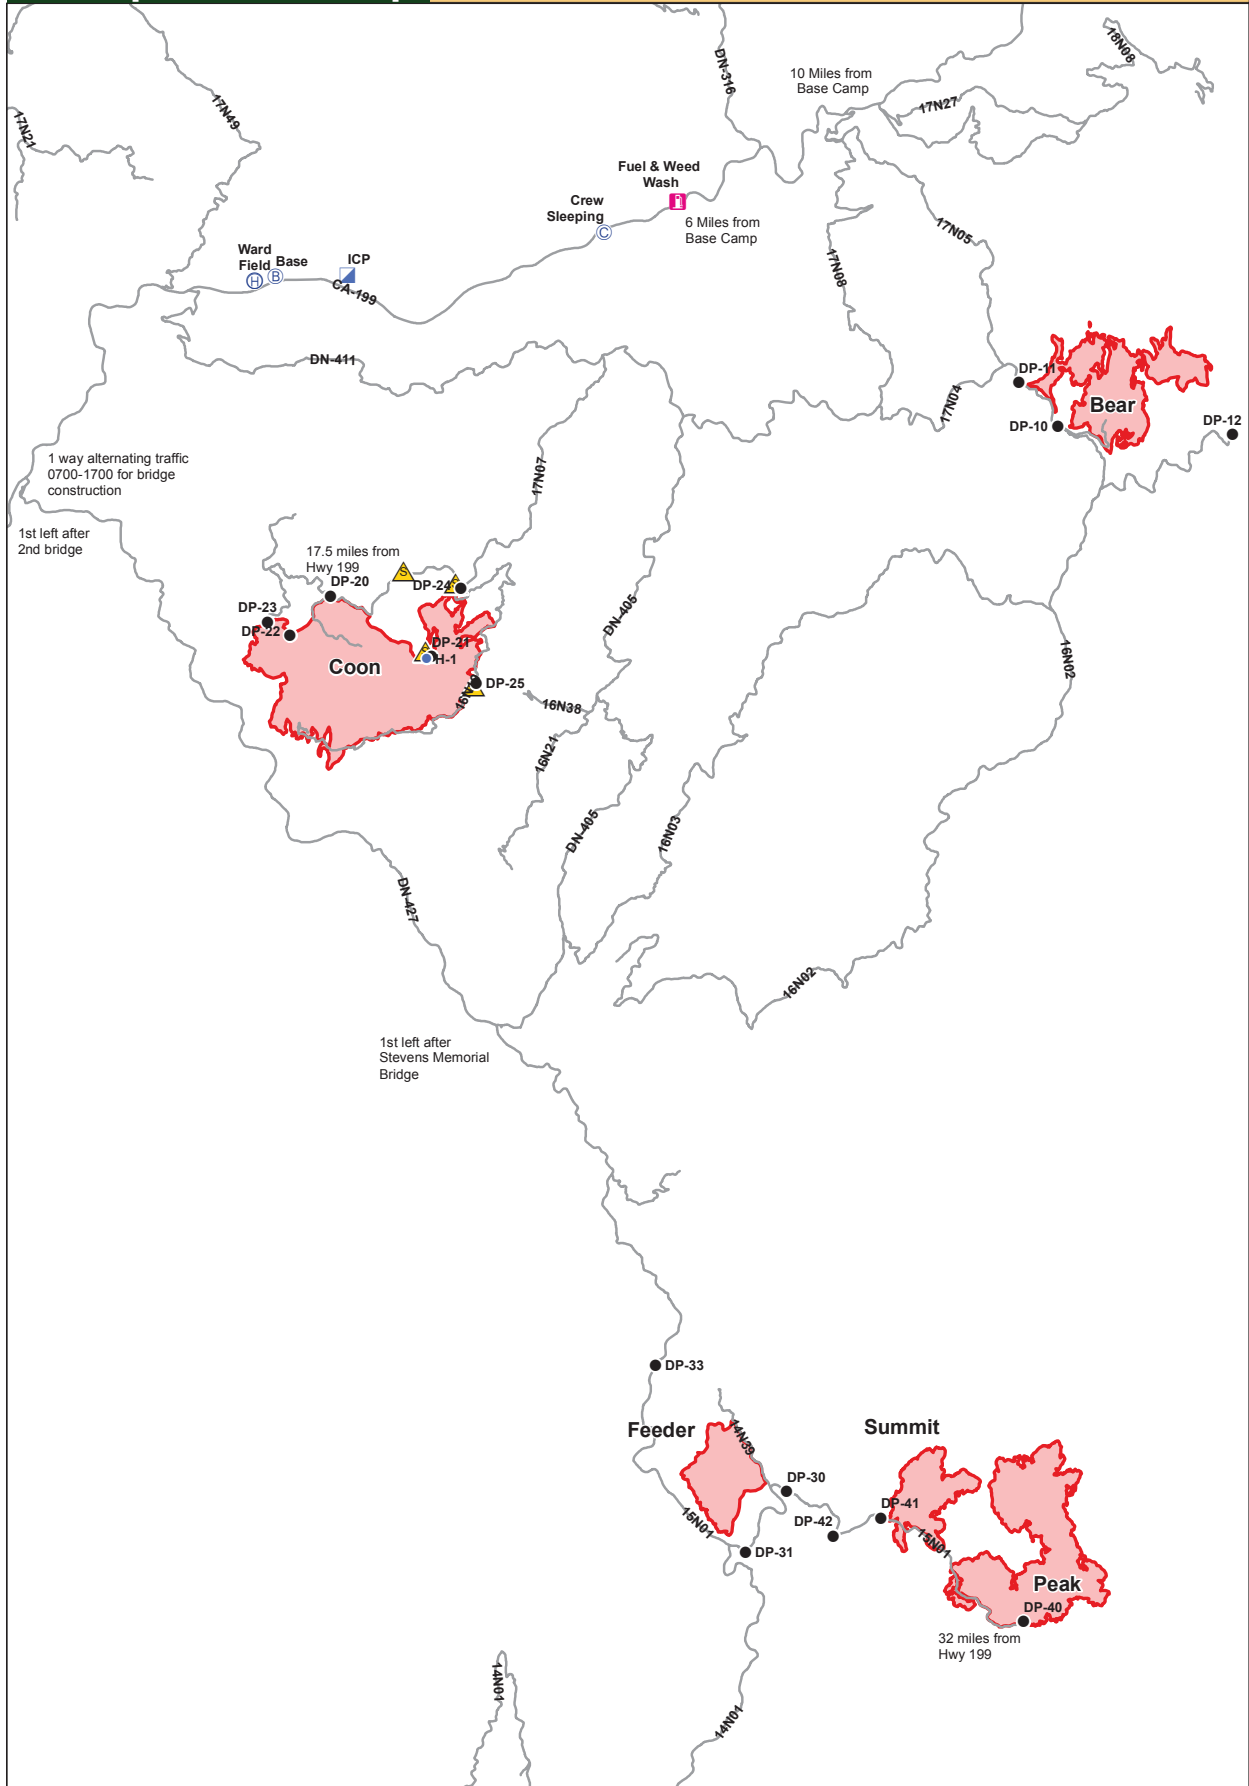 18N08
DN-316
10 Miles from
Base Camp
17N49
17N27
17N21
Fuel & Weed
Wash
Crew
Sleeping
C
6 Miles from
Base Camp
17N05
Ward
Field
Base
ICP
H
B
CA-199
17N08
DN-411
DP-11
Bear
17N04
DP-10
DP-12
1 way alternating traffic
0700-1700 for bridge
construction
17N07
1st left after
2nd bridge
17.5 miles from
Hwy 199
S
DP-20
DP-24
DP-23
DP-22
DN-405
DP-21
H-1
Coon
16N02
DP-25
16N38
16N21
DN-405
16N03
DN-427
16N02
1st left after
Stevens Memorial
Bridge
DP-33
Feeder
14N39
Summit
DP-30
DP-41
15N01
DP-42
15N01
DP-31
Peak
DP-40
32 miles from
Hwy 199
14N01
14N01